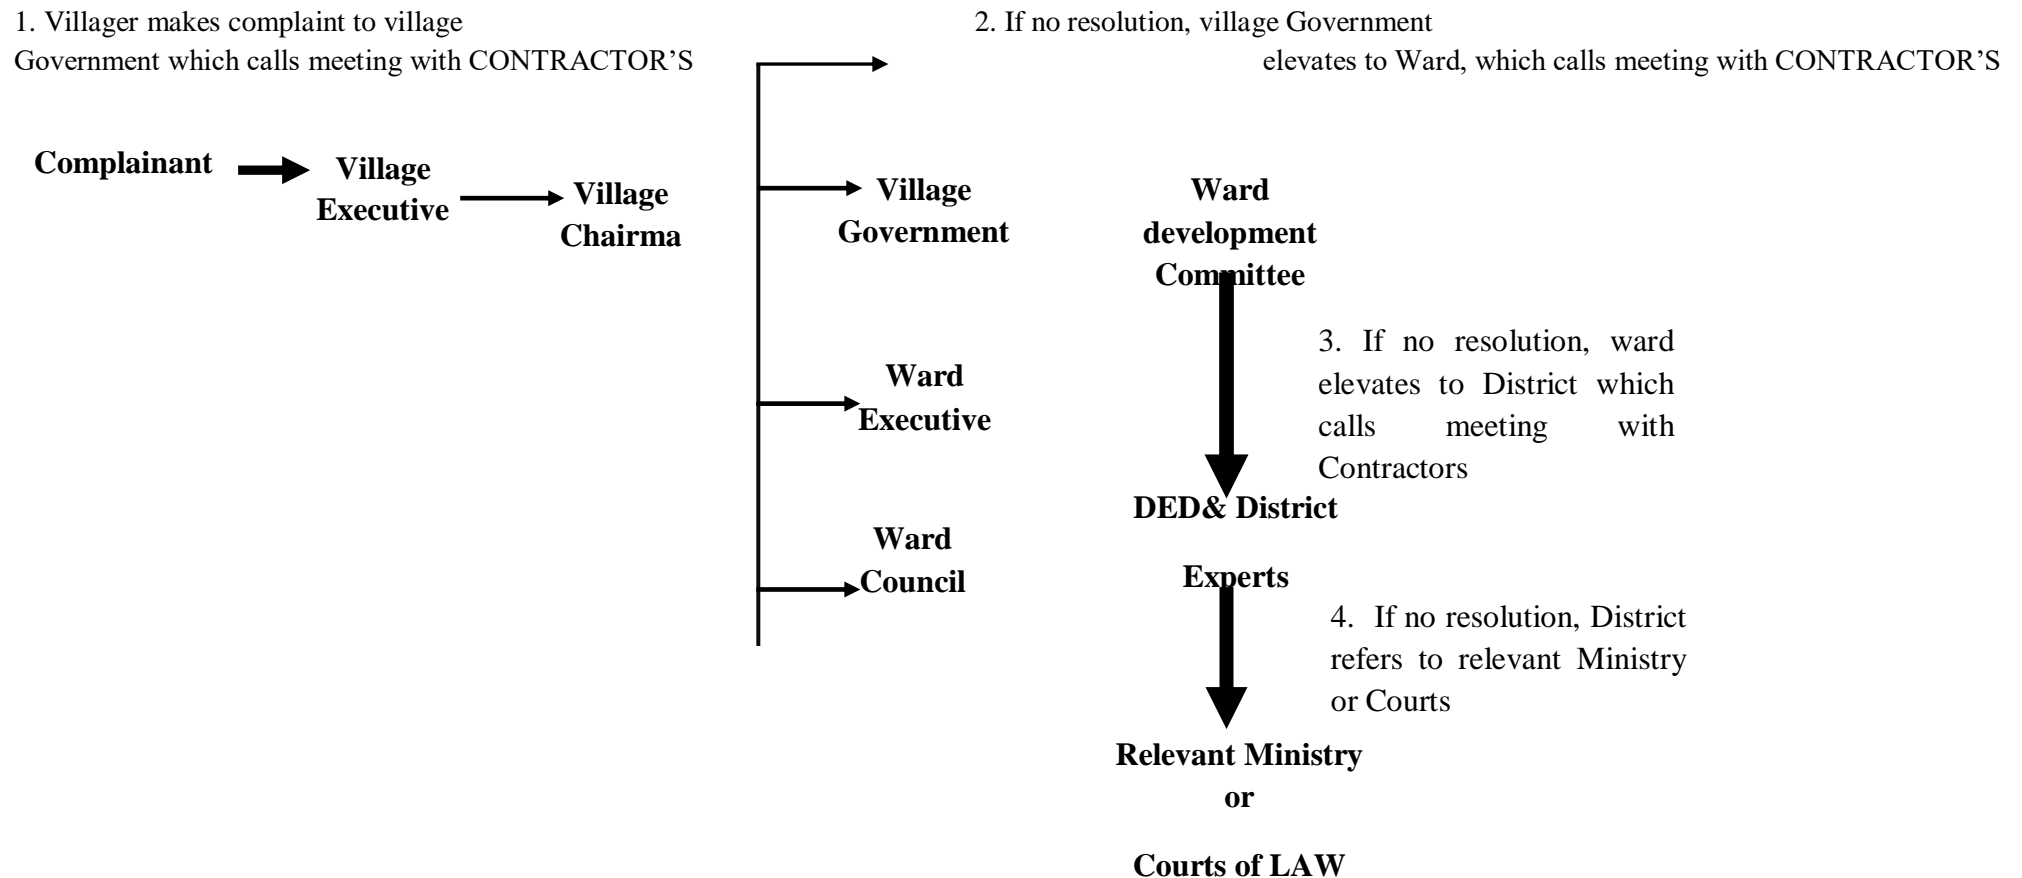 1. Villager makes complaint to village
Government which calls meeting with CONTRACTOR'S
2. If no resolution, village Government
elevates to Ward, which calls meeting with CONTRACTOR'S
Complainant
Village
Executive
Village
Chairma
Village
Government
Ward
development
Committee
Ward
Executive
3. If no resolution, ward
elevates to District which
calls meeting with
Contractors
DED& District
Ward
Council
Experts
4. If no resolution, District
refers to relevant Ministry
or Courts
Relevant Ministry
or
Courts of LAW